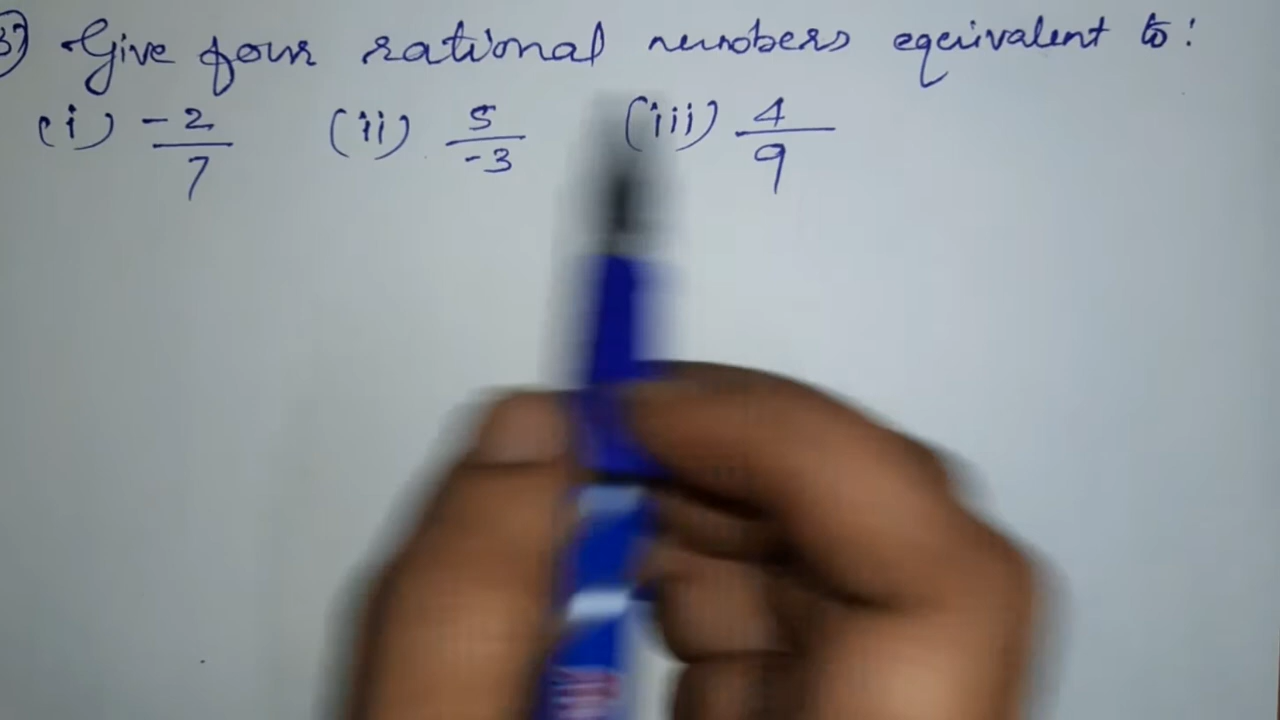 3) Give four rational numbers equivalent to:
(i) -2/7 (ii) 5/-3 (iii) 4/9